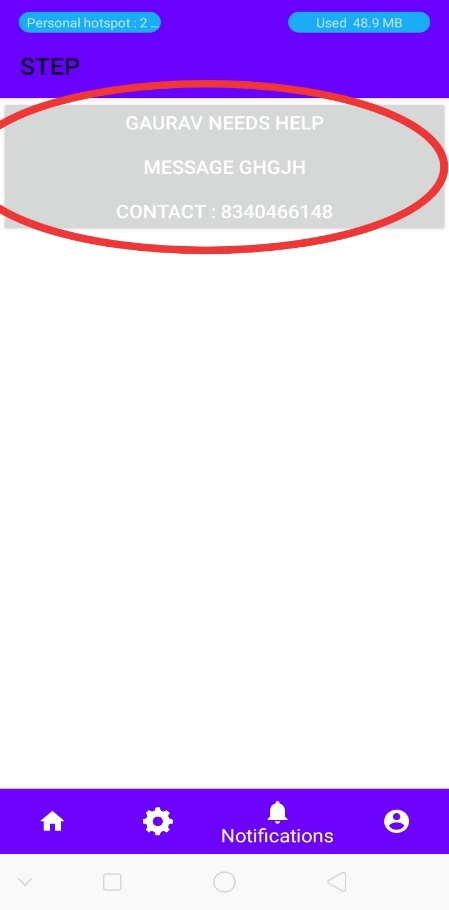 Personal hotspot : 2 ...
Used 48.9 MB
STEP
GAURAV NEEDS HELP
MESSAGE GHGJH
CONTACT : 8340466148
Notifications